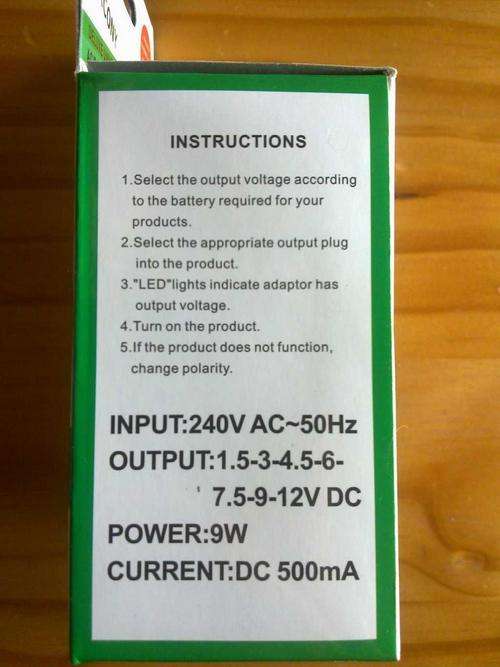 INSTRUCTIONS
1.Select the output voltage according
to the battery required for your
products.
2.Select the appropriate output plug
into the product.
3."LED"lights indicate adaptor has
output voltage.
4.Turn on the product.
5.If the product does not function,
change polarity.
INPUT:240V AC~50Hz
OUTPUT:1.5-3-4.5-6-
7.5-9-12V DC
POWER:9W
CURRENT:DC 500mA